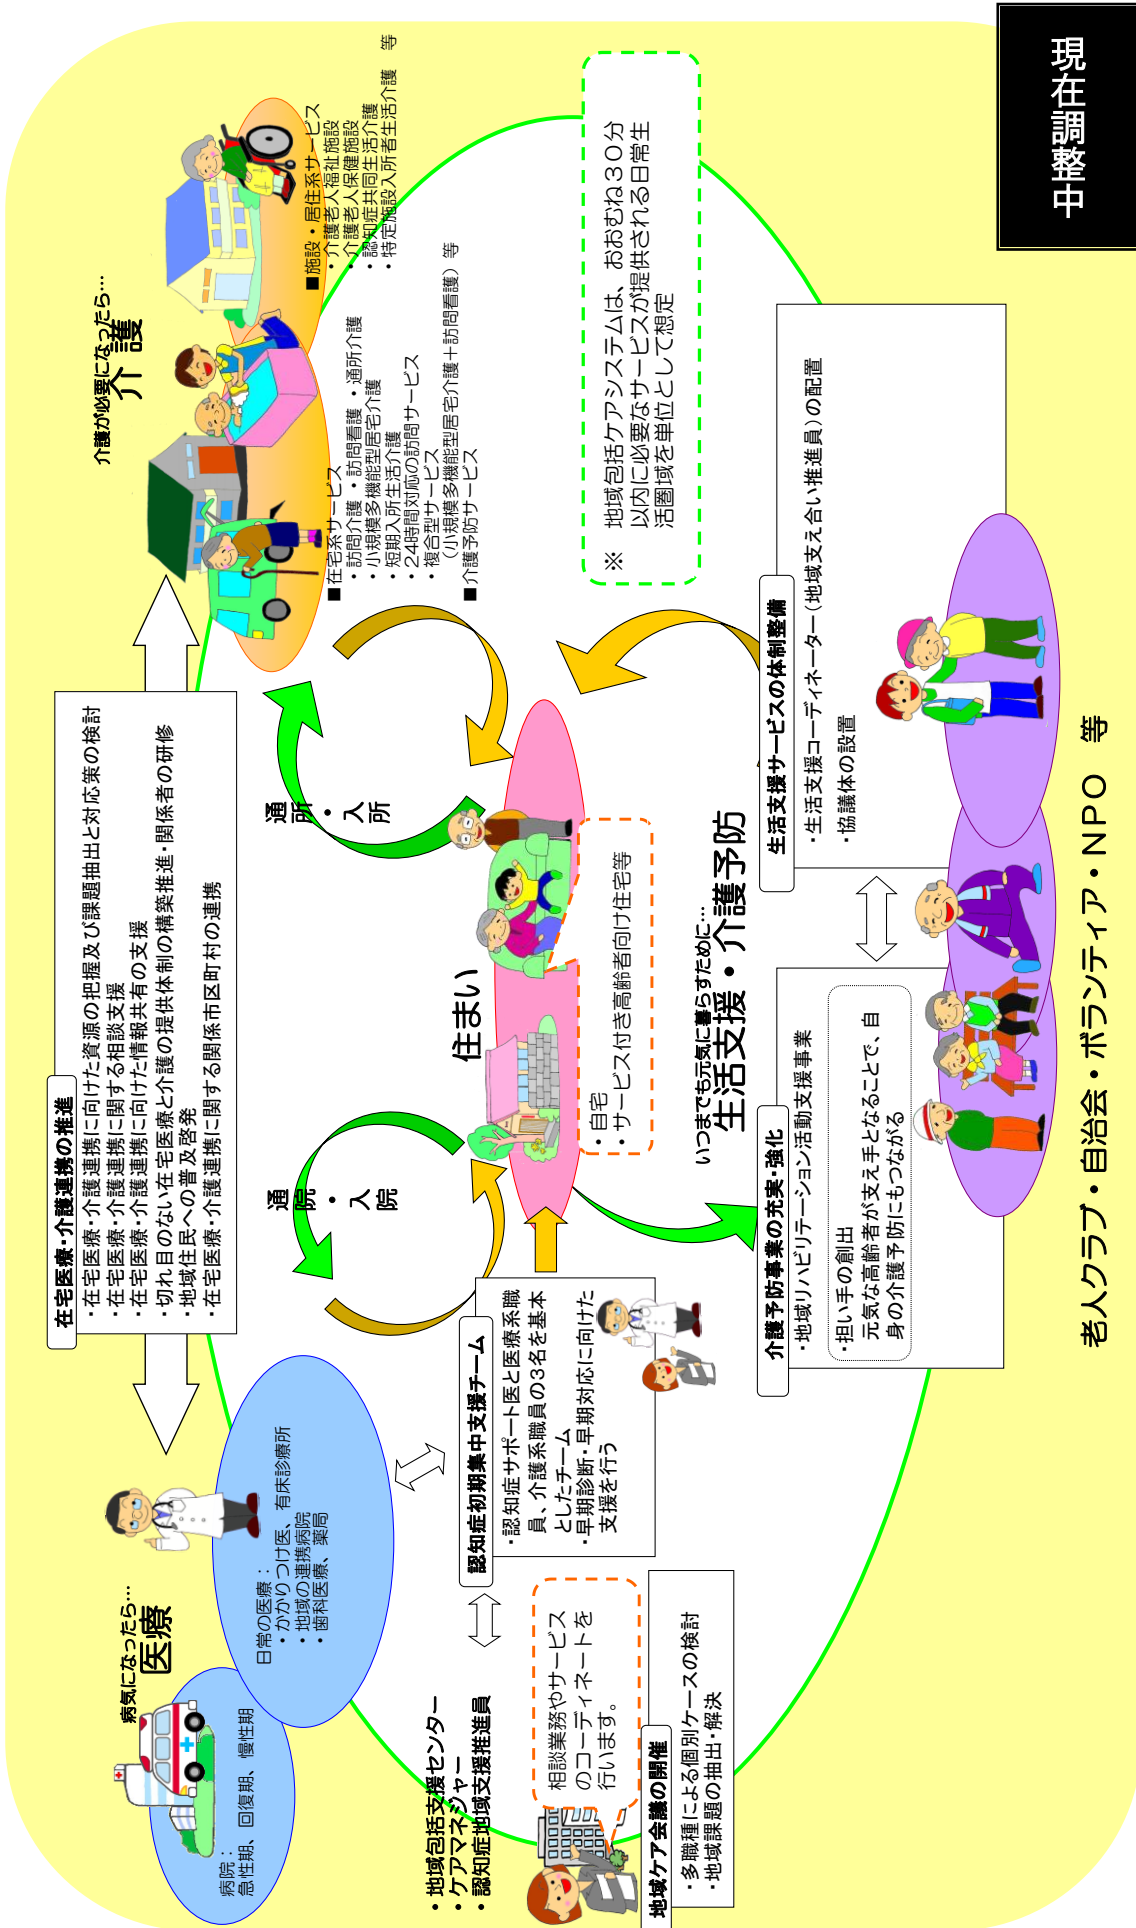 現在調整中
在宅医療・介護連携の推進
・在宅医療・介護連携に向けた資源の把握及び課題抽出と対応策の検討
・在宅医療・介護連携に関する相談支援
・在宅医療・介護連携に向けた情報共有の支援
・切れ目のない在宅医療と介護の提供体制の構築推進・関係者の研修
・地域住民への普及啓発
・在宅医療・介護連携に関する関係市区町村の連携
病気になったら…
医療
病院：
急性期、回復期、慢性期
日常の医療：
・かかりつけ医、有床診療所
・地域の連携病院
・歯科医療、薬局
通院・入院
通所・入所
介護が必要になったら…
介護
■在宅系サービス
・訪問介護・訪問看護・通所介護
・小規模多機能型居宅介護
・短期入所生活介護
・24時間対応の訪問サービス
・複合型サービス
（小規模多機能型居宅介護＋訪問看護）等
■介護予防サービス
■施設・居住系サービス
・介護老人福祉施設
・介護老人保健施設
・認知症共同生活介護
・特定施設入所者生活介護　等
住まい
・自宅
・サービス付き高齢者向け住宅等
・地域包括支援センター
・ケアマネジャー
・認知症地域支援推進員
相談業務やサービス
のコーディネートを
行います。
認知症初期集中支援チーム
・認知症サポート医と医療系職
員、介護系職員の３名を基本
としたチーム
・早期診断・早期対応に向けた
支援を行う
地域ケア会議の開催
・多職種による個別ケースの検討
・地域課題の抽出・解決
※　地域包括ケアシステムは、おおむね３０分
以内に必要なサービスが提供される日常生
活圏域を単位として想定
いつまでも元気に暮らすために…
生活支援・介護予防
介護予防事業の充実・強化
・地域リハビリテーション活動支援事業
・担い手の創出
元気な高齢者が支え手となることで、自
身の介護予防にもつながる
生活支援サービスの体制整備
・生活支援コーディネーター（地域支え合い推進員）の配置
・協議体の設置
老人クラブ・自治会・ボランティア・ＮＰＯ　等